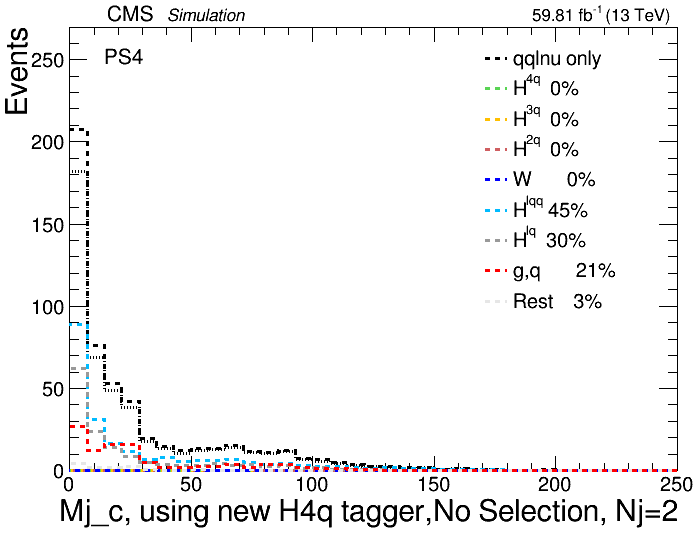 CMS Simulation 59.81 fb⁻¹ (13 TeV)
Events
PS4
250
200
150
100
50
0
qqlnu only
H⁴q 0%
H³q 0%
H²q 0%
W 0%
H^lqq 45%
H^lq 30%
g,q 21%
Rest 3%
0 50 100 150 200 250
Mj_c, using new H4q tagger,No Selection, Nj=2